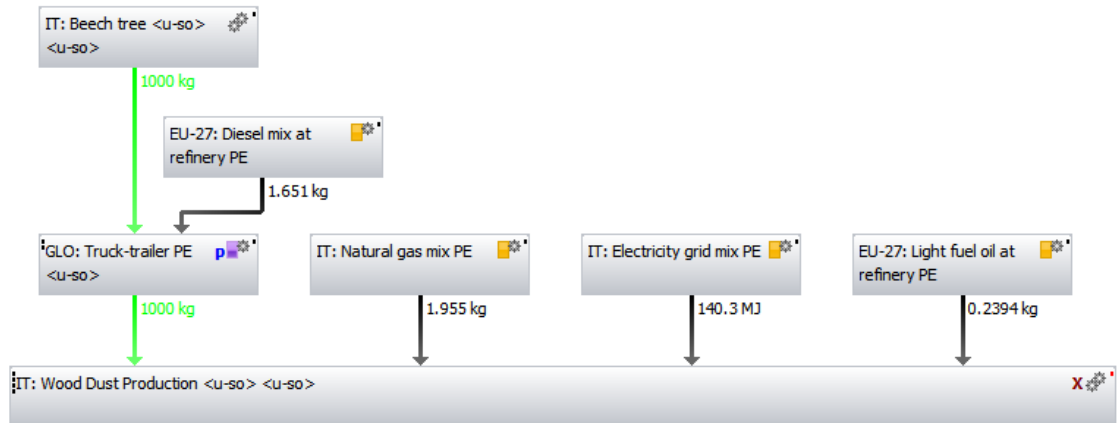 IT: Beech tree <u-so>
<u-so>
1000 kg
EU-27: Diesel mix at
refinery PE
1.651 kg
GLO: Truck-trailer PE
<u-so>
p
IT: Natural gas mix PE
IT: Electricity grid mix PE
EU-27: Light fuel oil at
refinery PE
1000 kg
1.955 kg
140.3 MJ
0.2394 kg
IT: Wood Dust Production <u-so> <u-so>
X